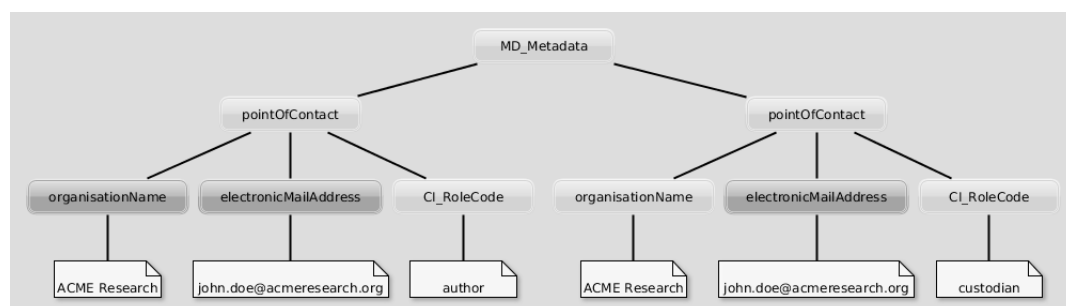 MD_Metadata
pointOfContact pointOfContact
organisationName electronicMailAddress CI_RoleCode organisationName electronicMailAddress CI_RoleCode
ACME Research john.doe@acmeresearch.org author ACME Research john.doe@acmeresearch.org custodian